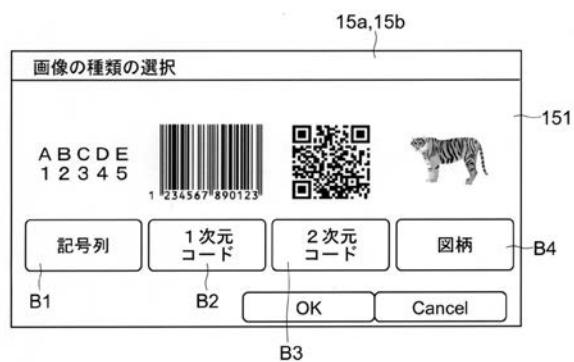 15a,15b
画像の種類の選択
151
ABCDE
12345
1 234567 890123
記号列
1次元
コード
2次元
コード
図柄
B4
B1
B2
OK
Cancel
B3